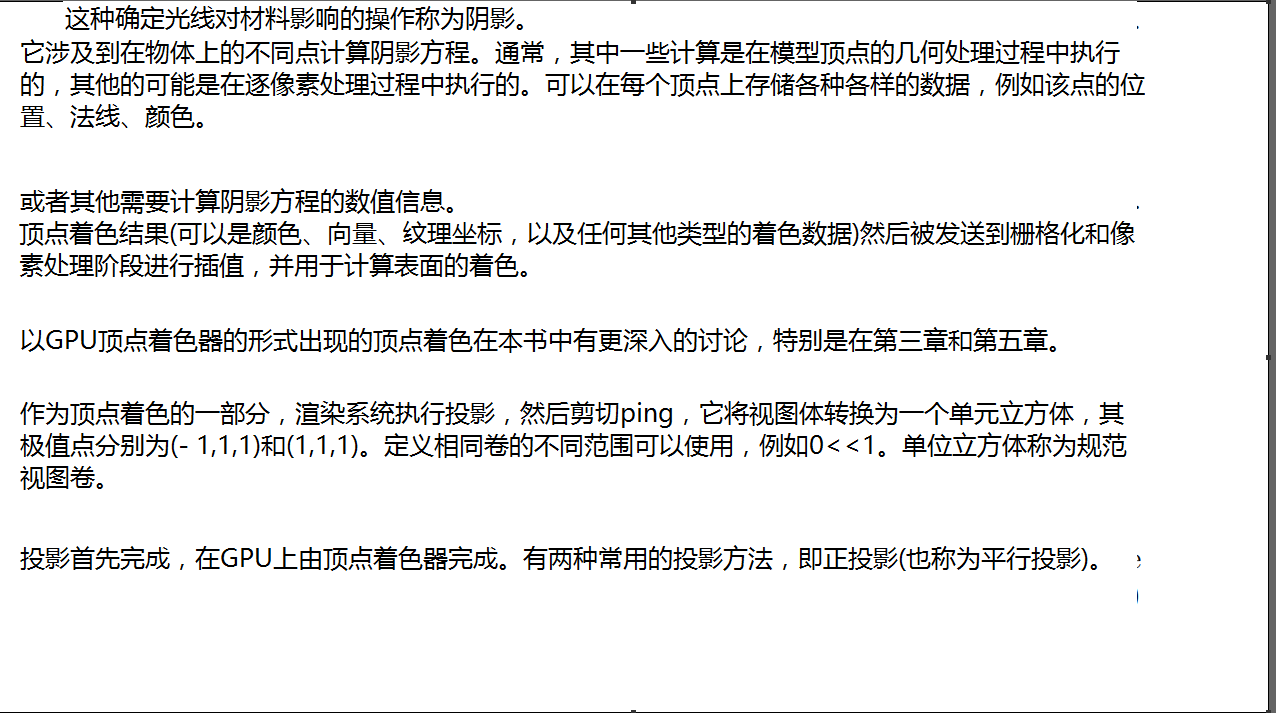 这种确定光线对材料影响的操作称为阴影。
它涉及到在物体上的不同点计算阴影方程。通常，其中一些计算是在模型顶点的几何处理过程中执行
的，其他的可能是在逐像素处理过程中执行的。可以在每个顶点上存储各种各样的数据，例如该点的位
置、法线、颜色。
或者其他需要计算阴影方程的数值信息。
顶点着色结果(可以是颜色、向量、纹理坐标，以及任何其他类型的着色数据)然后被发送到栅格化和像
素处理阶段进行插值，并用于计算表面的着色。
以GPU顶点着色器的形式出现的顶点着色在本书中有更深入的讨论，特别是在第三章和第五章。
作为顶点着色的一部分，渲染系统执行投影，然后剪切ping，它将视图体转换为一个单元立方体，其
极值点分别为(- 1,1,1)和(1,1,1)。定义相同卷的不同范围可以使用，例如0<<1。单位立方体称为规范
视图卷。
投影首先完成，在GPU上由顶点着色器完成。有两种常用的投影方法，即正投影(也称为平行投影)。